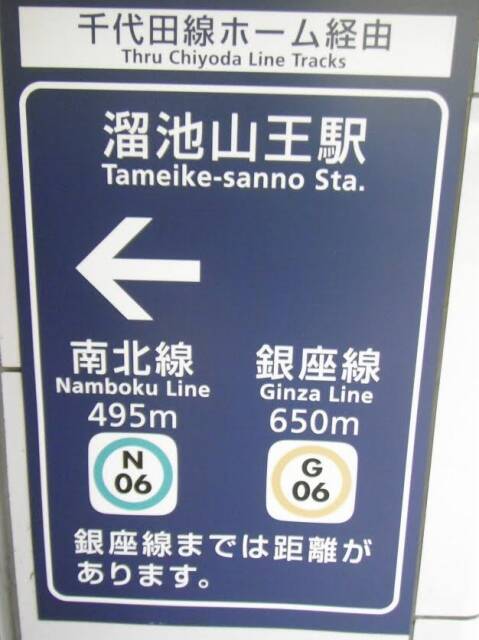 千代田線ホーム経由
Thru Chiyoda Line Tracks
溜池山王駅
Tameike-sanno Sta.
南北線
Namboku Line
495m
N
06
銀座線
Ginza Line
650m
G
06
銀座線までは距離が
あります。